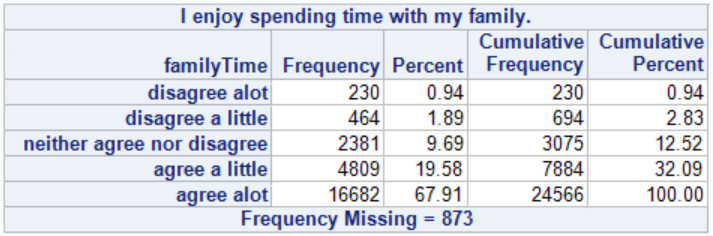 I enjoy spending time with my family.
familyTime Frequency Percent Cumulative Frequency Cumulative Percent
disagree alot 230 0.94 230 0.94
disagree a little 464 1.89 694 2.83
neither agree nor disagree 2381 9.69 3075 12.52
agree a little 4809 19.58 7884 32.09
agree alot 16682 67.91 24566 100.00
Frequency Missing = 873